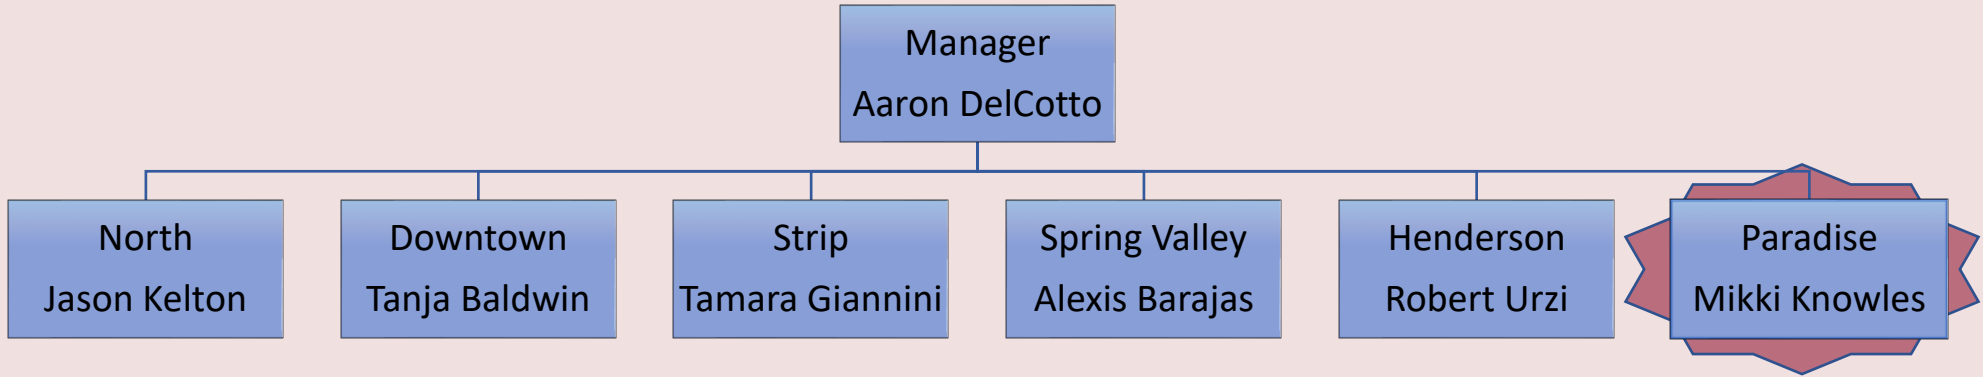 Manager
Aaron DelCotto
North
Jason Kelton
Downtown
Tanja Baldwin
Strip
Tamara Giannini
Spring Valley
Alexis Barajas
Henderson
Robert Urzi
Paradise
Mikki Knowles